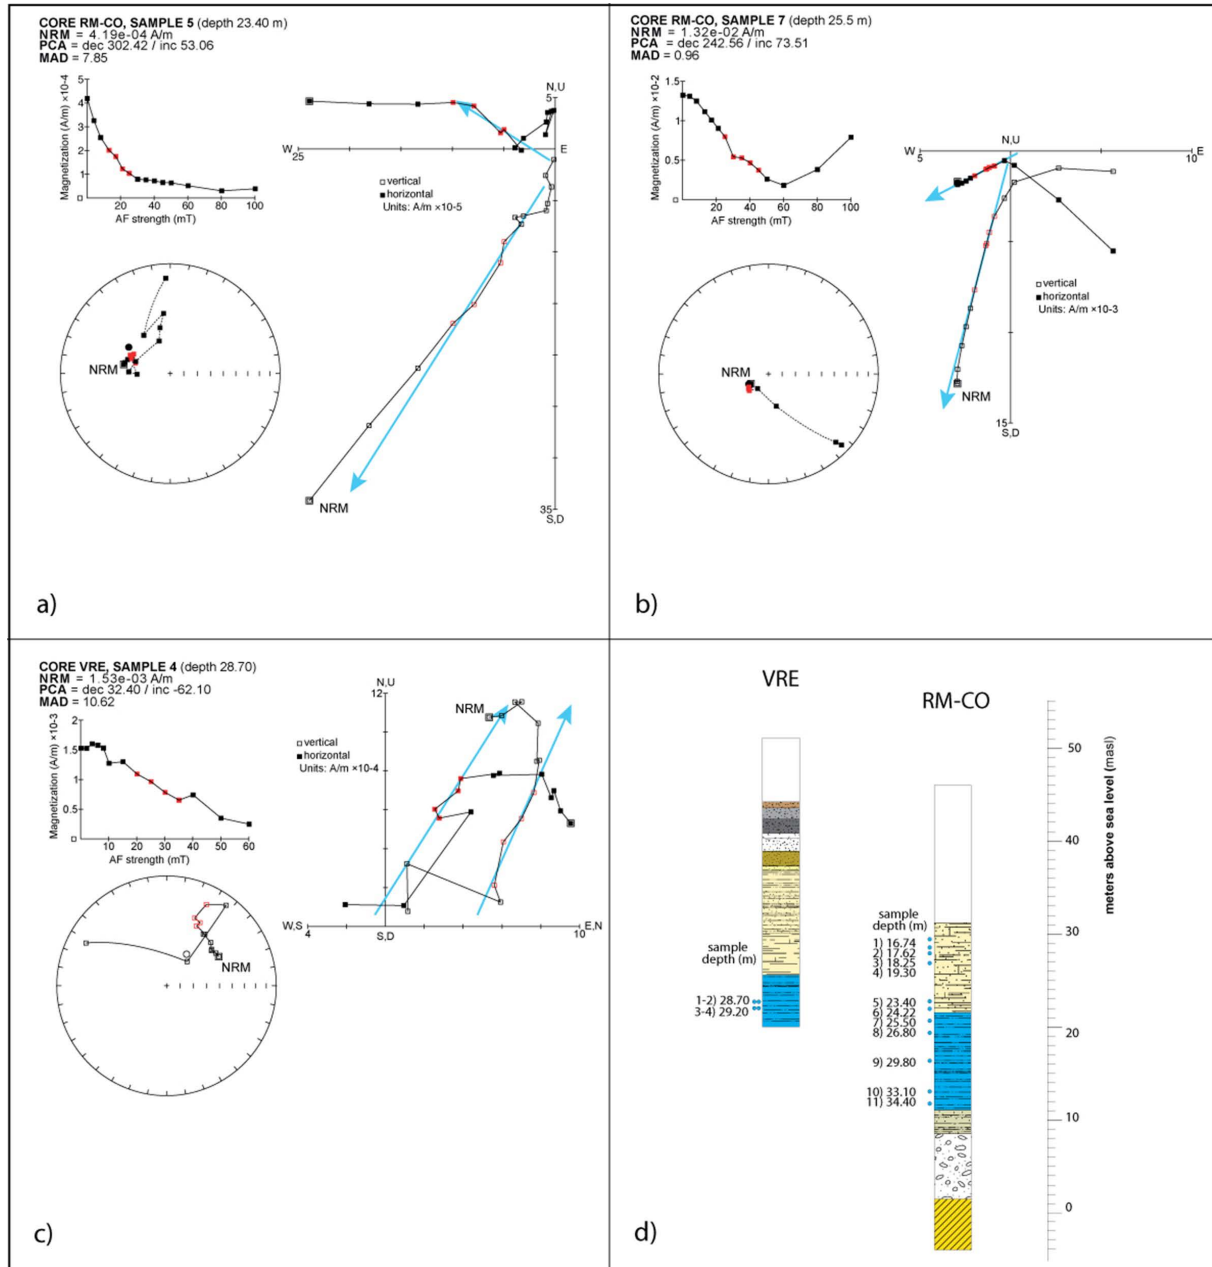 CORE RM-CO, SAMPLE 5 (depth 23.40 m)
NRM = 4.19e-04 A/m
PCA = dec 302.42 / inc 53.06
MAD = 7.85
Magnetization (A/m) ×10-4
5
4
3
2
1
0
20
40
60
80
100
AF strength (mT)
N,U
5
W
25
E
vertical
horizontal
Units: A/m ×10-5
NRM
NRM
35
S,D
a)
CORE RM-CO, SAMPLE 7 (depth 25.5 m)
NRM = 1.32e-02 A/m
PCA = dec 242.56 / inc 73.51
MAD = 0.96
Magnetization (A/m) ×10-2
1.5
1.0
0.5
0
20
40
60
80
100
AF strength (mT)
N,U
W
5
E
10
vertical
horizontal
Units: A/m ×10-3
NRM
NRM
15
S,D
b)
CORE VRE, SAMPLE 4 (depth 28.70)
NRM = 1.53e-03 A/m
PCA = dec 32.40 / inc -62.10
MAD = 10.62
Magnetization (A/m) ×10-3
2
1.5
1
0.5
0
10
20
30
40
50
60
AF strength (mT)
N,U
12
NRM
vertical
horizontal
Units: A/m ×10-4
W,S
4
S,D
E,N
10
NRM
c)
VRE
RM-CO
sample
depth (m)
1-2) 28.70
3-4) 29.20
sample
depth (m)
1) 16.74
2) 17.62
3) 18.25
4) 19.30
5) 23.40
6) 24.22
7) 25.50
8) 26.80
9) 29.80
10) 33.10
11) 34.40
50
40
30
20
10
0
meters above sea level (masl)
d)